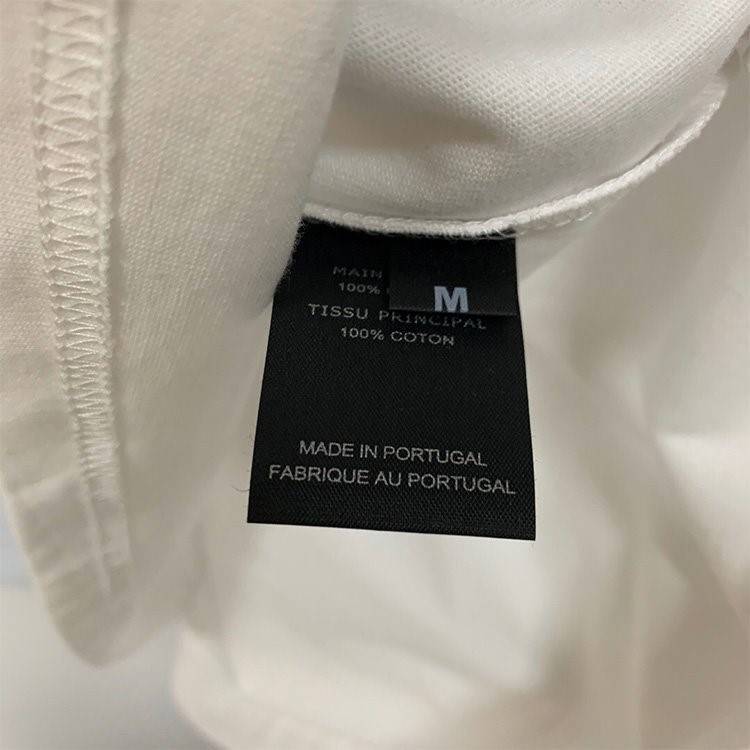 MAIN
100%
M
TISSU PRINCIPAL
100% COTON
MADE IN PORTUGAL
FABRIQUE AU PORTUGAL